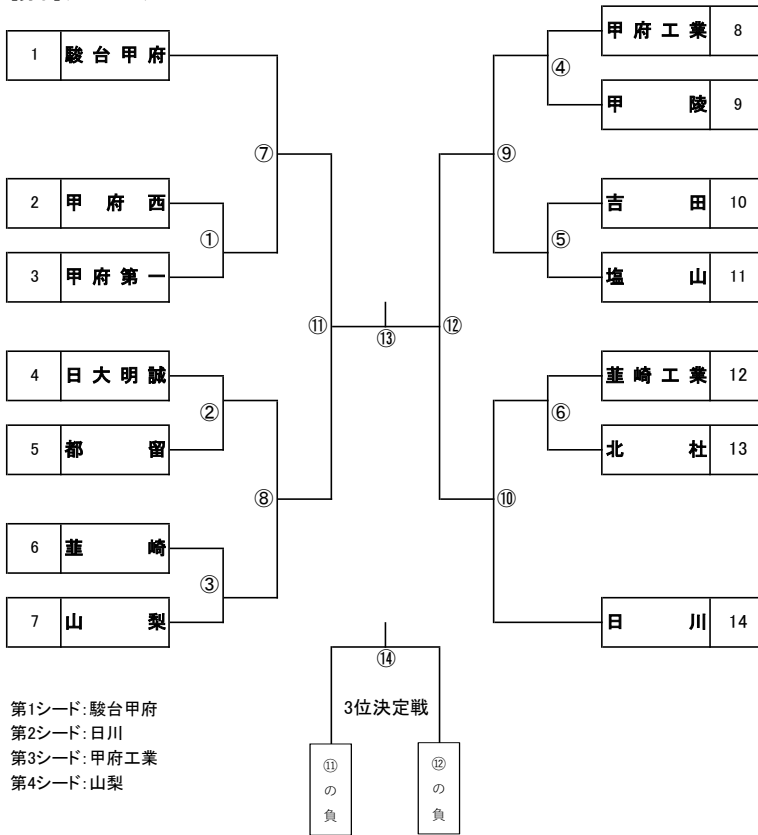 1 駿台甲府
⑦
2 甲府西
①
3 甲府第一
⑪
4 日大明誠
②
5 都留
⑧
6 韮崎
③
7 山梨
⑬
甲府工業 8
④
甲陵 9
⑨
吉田 10
⑤
塩山 11
⑫
韮崎工業 12
⑥
北杜 13
⑩
日川 14
⑭
3位決定戦
⑪の負
⑫の負
第1シード:駿台甲府
第2シード:日川
第3シード:甲府工業
第4シード:山梨